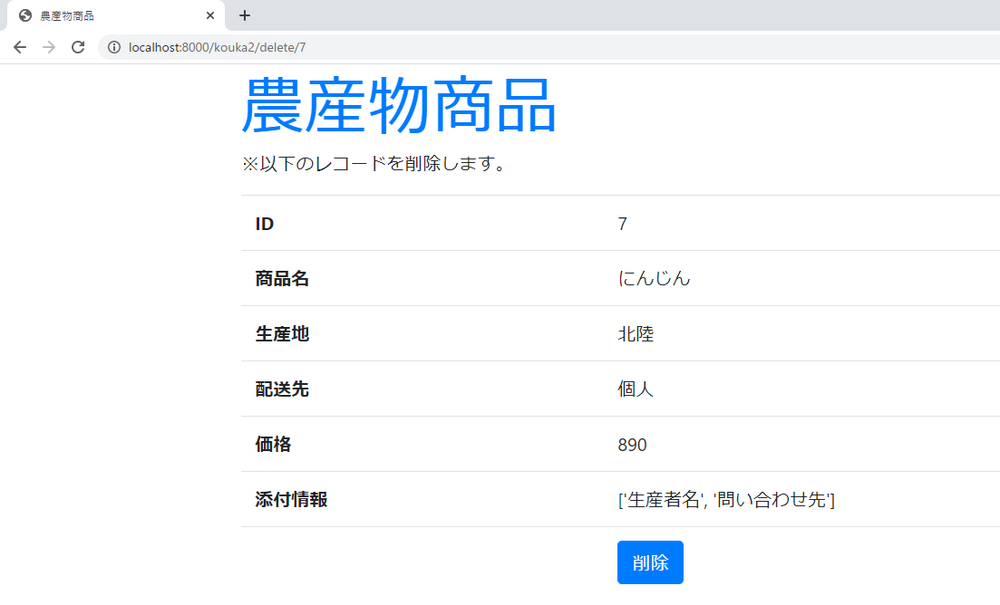 農産物商品
localhost:8000/kouka2/delete/7
農産物商品
※以下のレコードを削除します。
ID 7
商品名 にんじん
生産地 北陸
配送先 個人
価格 890
添付情報 ['生産者名', '問い合わせ先']
削除